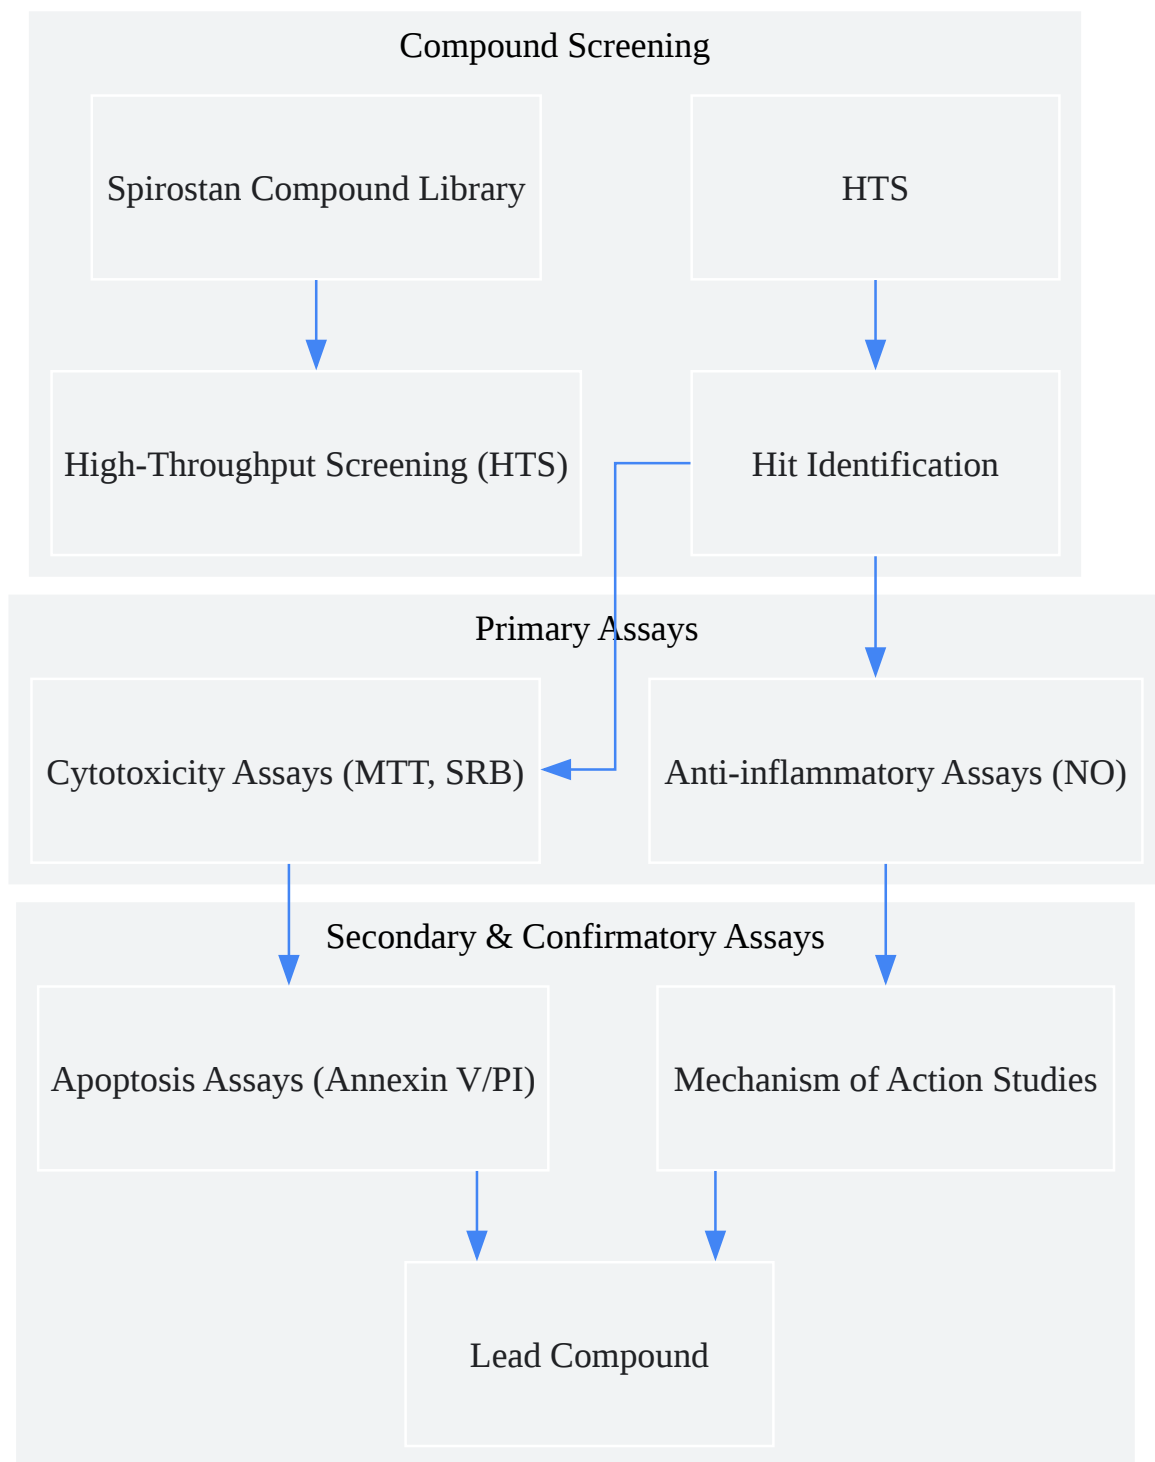 Compound Screening
Spirostan Compound Library
HTS
High-Throughput Screening (HTS)
Hit Identification
Primary Assays
Cytotoxicity Assays (MTT, SRB)
Anti-inflammatory Assays (NO)
Secondary & Confirmatory Assays
Apoptosis Assays (Annexin V/PI)
Mechanism of Action Studies
Lead Compound